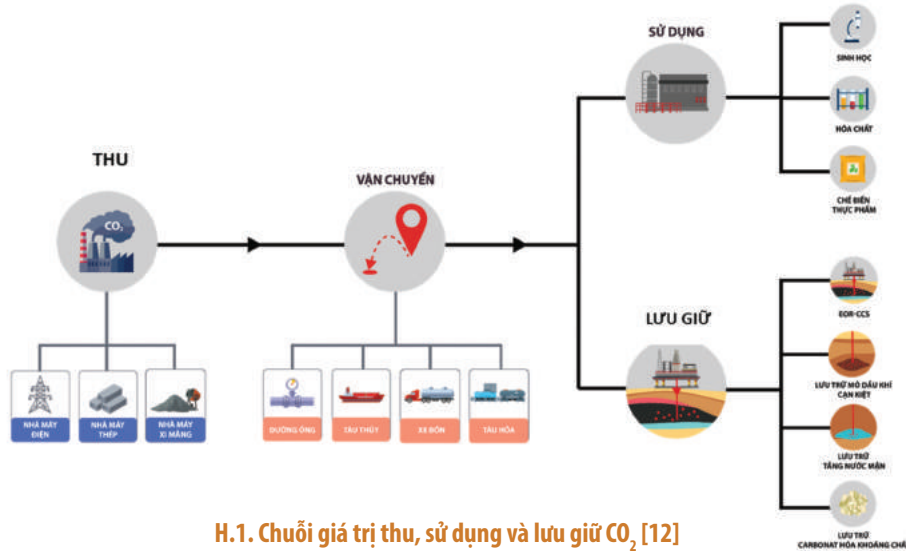 THU
CO₂
NHÀ MÁY
ĐIỆN
NHÀ MÁY
THÉP
NHÀ MÁY
XI MĂNG
VẬN CHUYỂN
ĐƯỜNG ỐNG
TÀU THỦY
XE BỒN
TÀU HỎA
SỬ DỤNG
SINH HỌC
HÓA CHẤT
CHẾ BIẾN
THỰC PHẨM
LƯU GIỮ
EOR-CCS
LƯU TRỮ MỎ DẦU KHÍ
CẠN KIỆT
LƯU TRỮ
TẦNG NƯỚC MẶN
LƯU TRỮ
CARBONAT HÓA KHOÁNG CHẤ
H.1. Chuỗi giá trị thu, sử dụng và lưu giữ CO₂ [12]